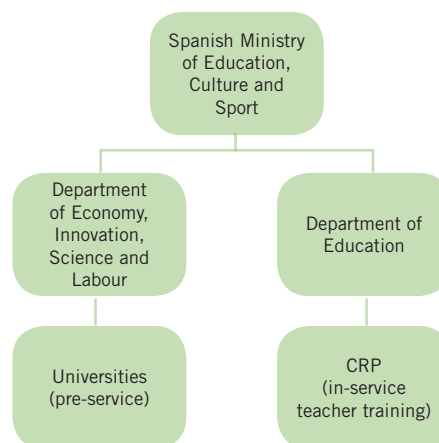 Spanish Ministry
of Education,
Culture and
Sport
Department
of Economy,
Innovation,
Science and
Labour
Department of
Education
Universities
(pre-service)
CRP
(in-service
teacher training)